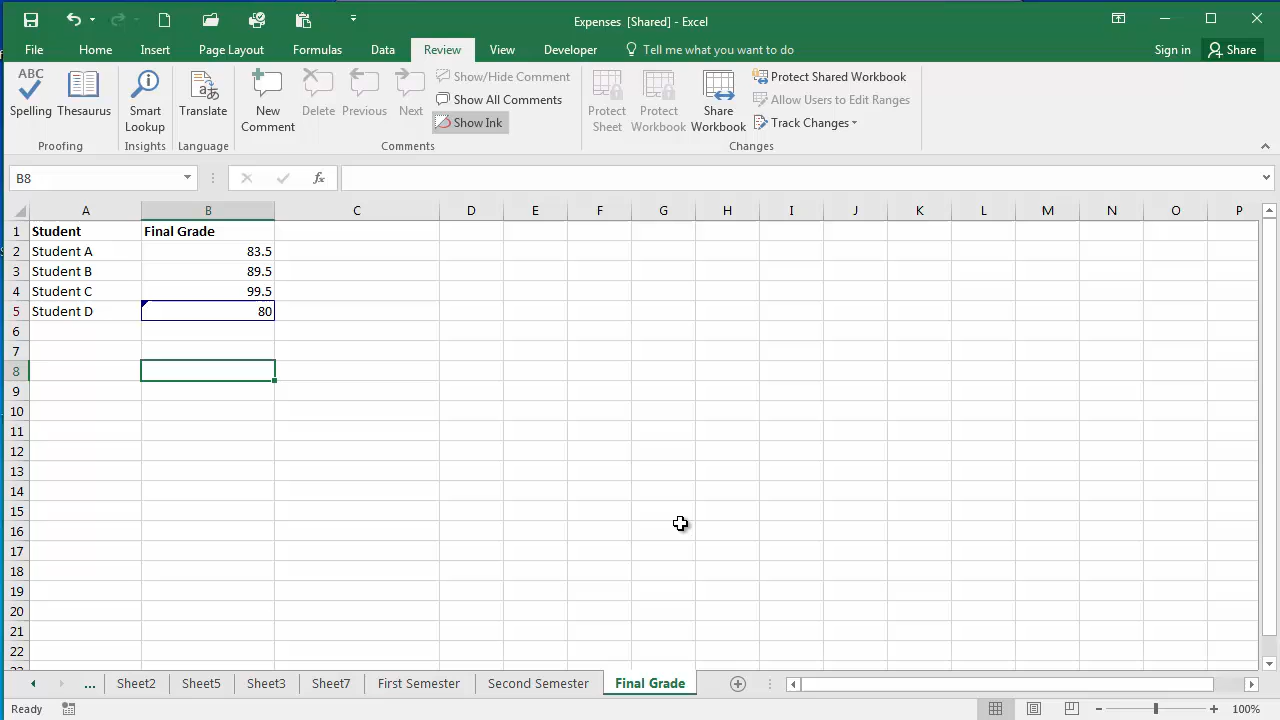 Expenses [Shared] - Excel
File Home Insert Page Layout Formulas Data Review View Developer Tell me what you want to do Sign in Share
ABC
Spelling Thesaurus Smart Lookup Translate New Comment Delete Previous Next
Show/Hide Comment
Show All Comments
Show Ink
Protect Sheet Protect Workbook Share Workbook
Protect Shared Workbook
Allow Users to Edit Ranges
Track Changes
Proofing Insights Language Comments Changes
B8 fx
A B C D E F G H I J K L M N O P
1 Student Final Grade
2 Student A 83.5
3 Student B 89.5
4 Student C 99.5
5 Student D 80
6
7
8
9
10
11
12
13
14
15
16
17
18
19
20
21
22
23
... Sheet2 Sheet5 Sheet3 Sheet7 First Semester Second Semester Final Grade
Ready 100%